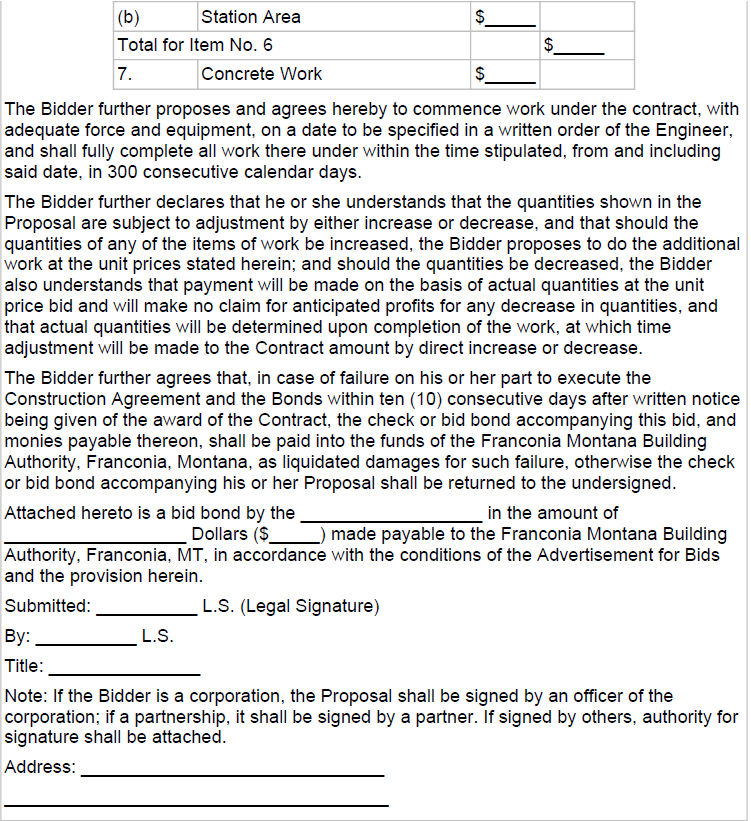 (b) Station Area $_____
Total for Item No. 6 $_____
7. Concrete Work $_____
The Bidder further proposes and agrees hereby to commence work under the contract, with
adequate force and equipment, on a date to be specified in a written order of the Engineer,
and shall fully complete all work there under within the time stipulated, from and including
said date, in 300 consecutive calendar days.
The Bidder further declares that he or she understands that the quantities shown in the
Proposal are subject to adjustment by either increase or decrease, and that should the
quantities of any of the items of work be increased, the Bidder proposes to do the additional
work at the unit prices stated herein; and should the quantities be decreased, the Bidder
also understands that payment will be made on the basis of actual quantities at the unit
price bid and will make no claim for anticipated profits for any decrease in quantities, and
that actual quantities will be determined upon completion of the work, at which time
adjustment will be made to the Contract amount by direct increase or decrease.
The Bidder further agrees that, in case of failure on his or her part to execute the
Construction Agreement and the Bonds within ten (10) consecutive days after written notice
being given of the award of the Contract, the check or bid bond accompanying this bid, and
monies payable thereon, shall be paid into the funds of the Franconia Montana Building
Authority, Franconia, Montana, as liquidated damages for such failure, otherwise the check
or bid bond accompanying his or her Proposal shall be returned to the undersigned.
Attached hereto is a bid bond by the __________________ in the amount of
__________________ Dollars ($_____) made payable to the Franconia Montana Building
Authority, Franconia, MT, in accordance with the conditions of the Advertisement for Bids
and the provision herein.
Submitted: __________ L.S. (Legal Signature)
By: __________ L.S.
Title: _______________
Note: If the Bidder is a corporation, the Proposal shall be signed by an officer of the
corporation; if a partnership, it shall be signed by a partner. If signed by others, authority for
signature shall be attached.
Address: ______________________________
______________________________________